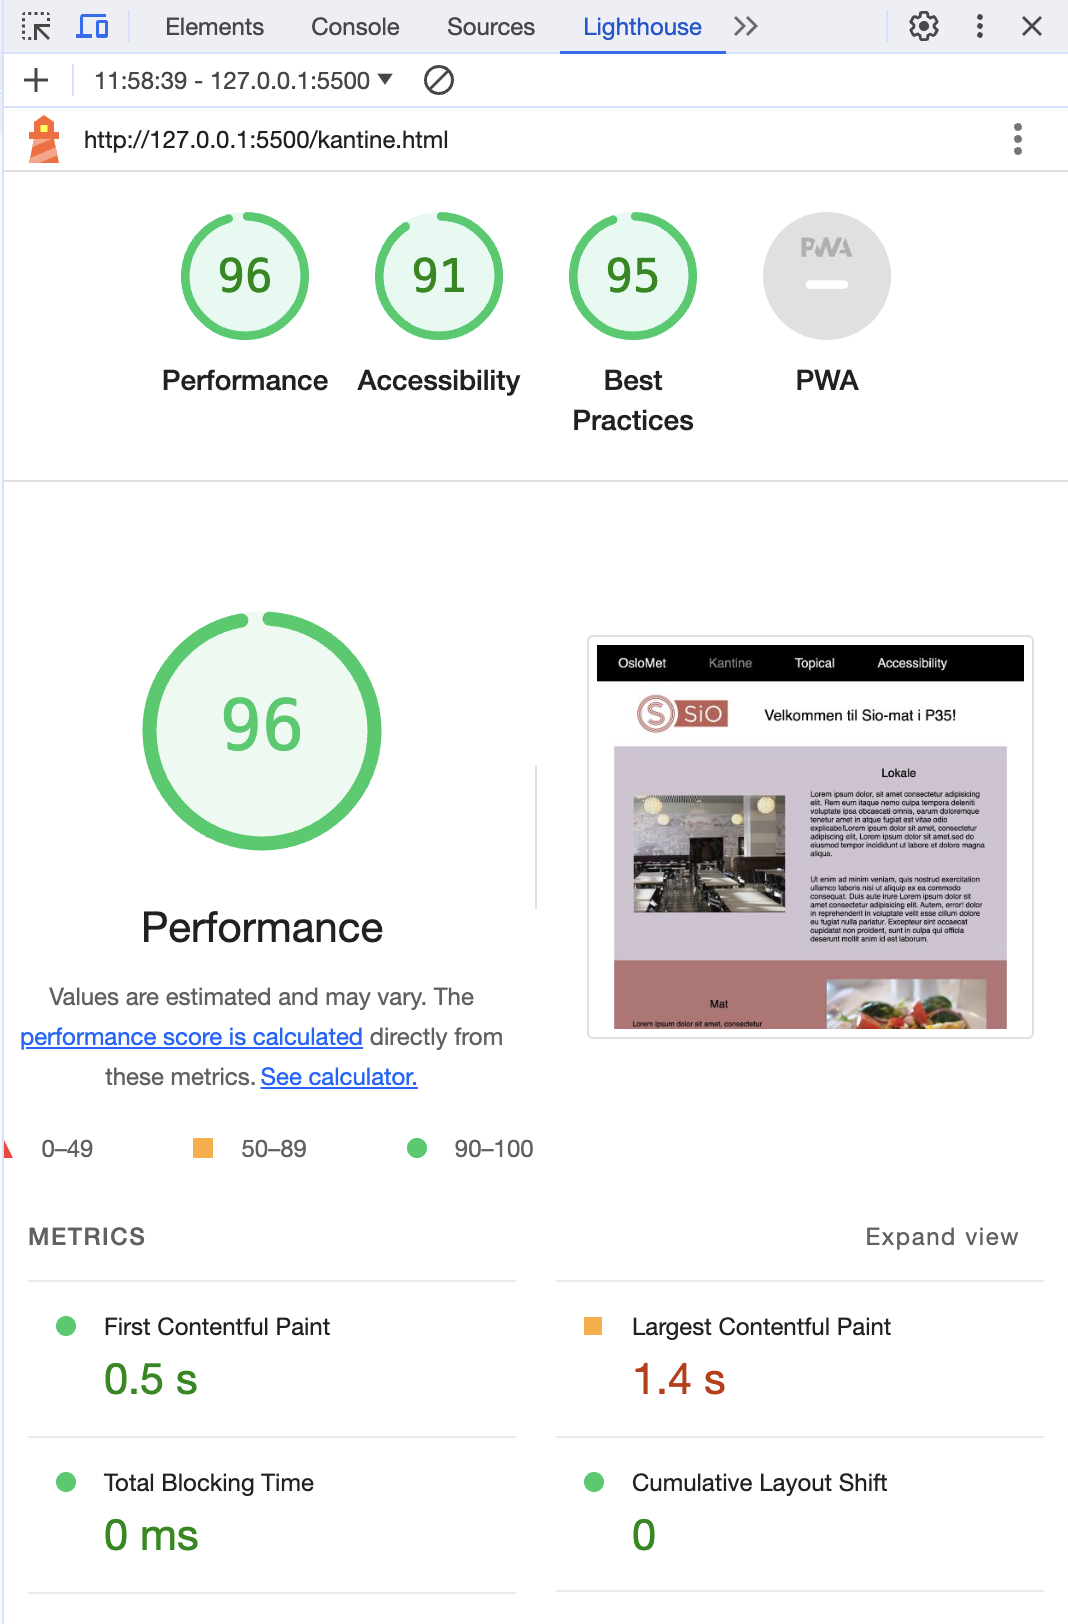 Elements Console Sources Lighthouse
11:58:39 - 127.0.0.1:5500
http://127.0.0.1:5500/kantine.html
96 91 95 PWA
Performance Accessibility Best Practices PWA
96
Performance
Values are estimated and may vary. The
performance score is calculated directly from
these metrics. See calculator.
0–49 50–89 90–100
OsloMet Kantine Topical Accessibility
S SiO Velkommen til Sio-mat i P35!
Lokale
Lorem ipsum dolor, sit amet consectetur adipisicing
elit. Rem eum itaque nemo culpa tempora deleniti
voluptate ipsa obcaecati omnis, earum doloremque
tenetur amet in atque fugiat est vitae odio
explicabo!Lorem ipsum dolor sit amet, consectetur
adipiscing elit, Lorem ipsum dolor sit amet.sed do
eiusmod tempor incididunt ut labore et dolore magna
aliqua.
Ut enim ad minim veniam, quis nostrud exercitation
ullamco laboris nisi ut aliquip ex ea commodo
consequat. Duis aute irure Lorem ipsum dolor sit
amet consectetur adipisicing elit. Autem, error! dolor
in reprehenderit in voluptate velit esse cillum dolore
eu fugiat nulla pariatur. Excepteur sint occaecat
cupidatat non proident, sunt in culpa qui officia
deserunt mollit anim id est laborum.
Mat
Lorem ipsum dolor sit amet, consectetur
METRICS Expand view
First Contentful Paint
0.5 s
Largest Contentful Paint
1.4 s
Total Blocking Time
0 ms
Cumulative Layout Shift
0